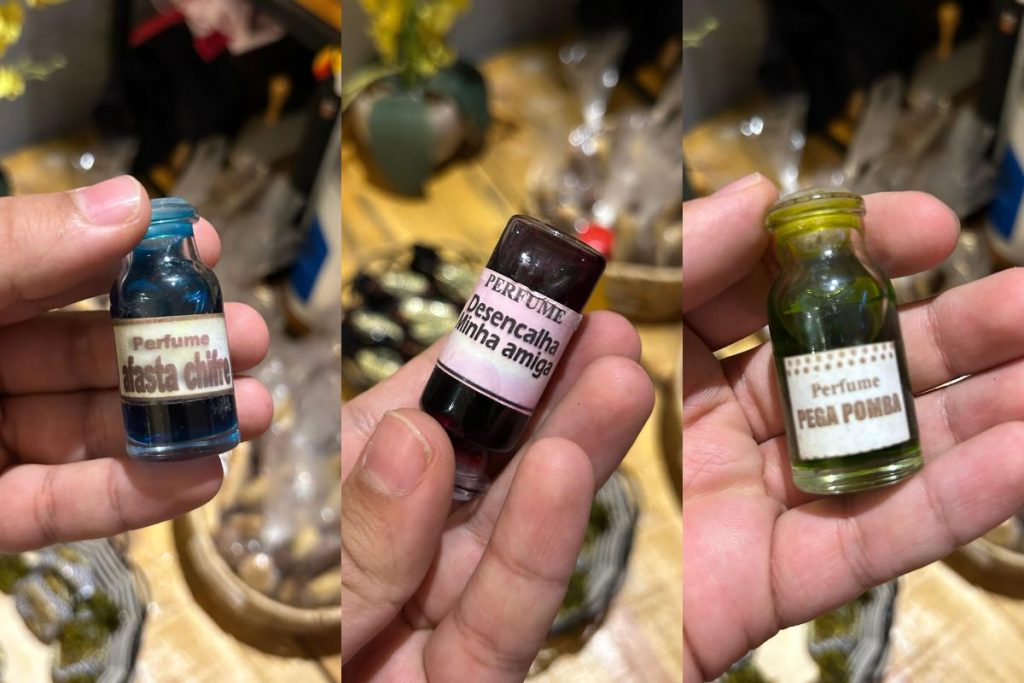 Perfume
afasta chifre
PERFUME
Desencalha
Minha amiga
Perfume
PEGA POMBA